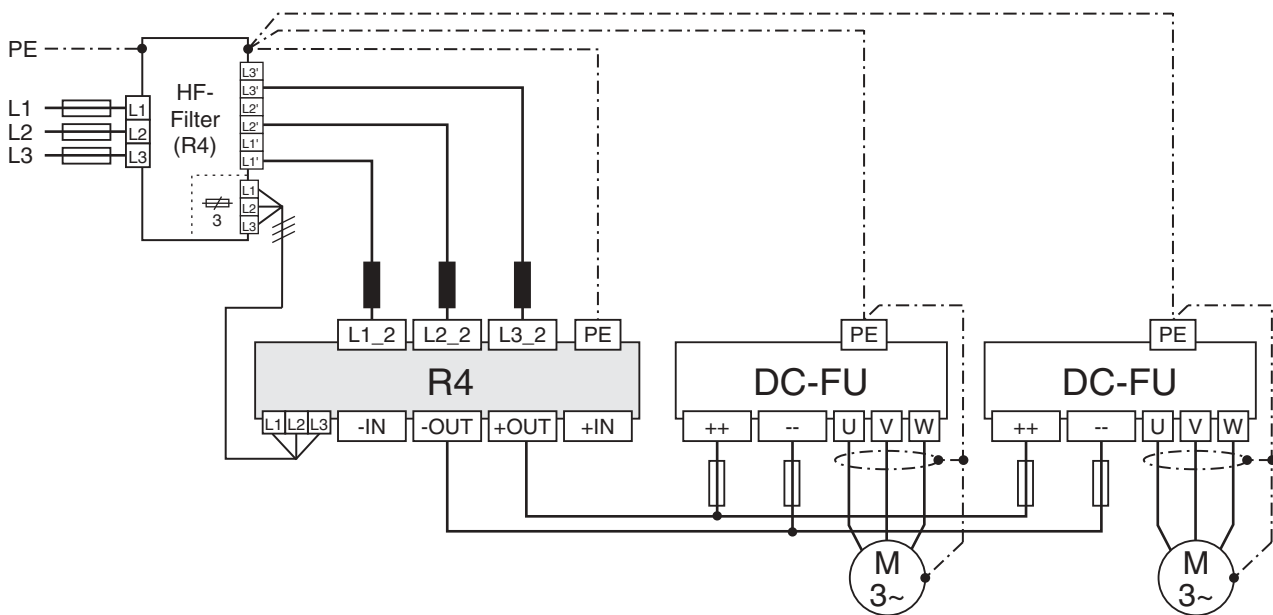 PE
HF-
Filter
(R4)
L1
L2
L3
L1
L2
L3
L3'
L3'
L2'
L2'
L1'
L1'
L1
L2
L3
3
L1_2
L2_2
L3_2
PE
R4
L1
L2
L3
-IN
-OUT
+OUT
+IN
PE
DC-FU
++
--
U
V
W
M
3~
PE
DC-FU
++
--
U
V
W
M
3~